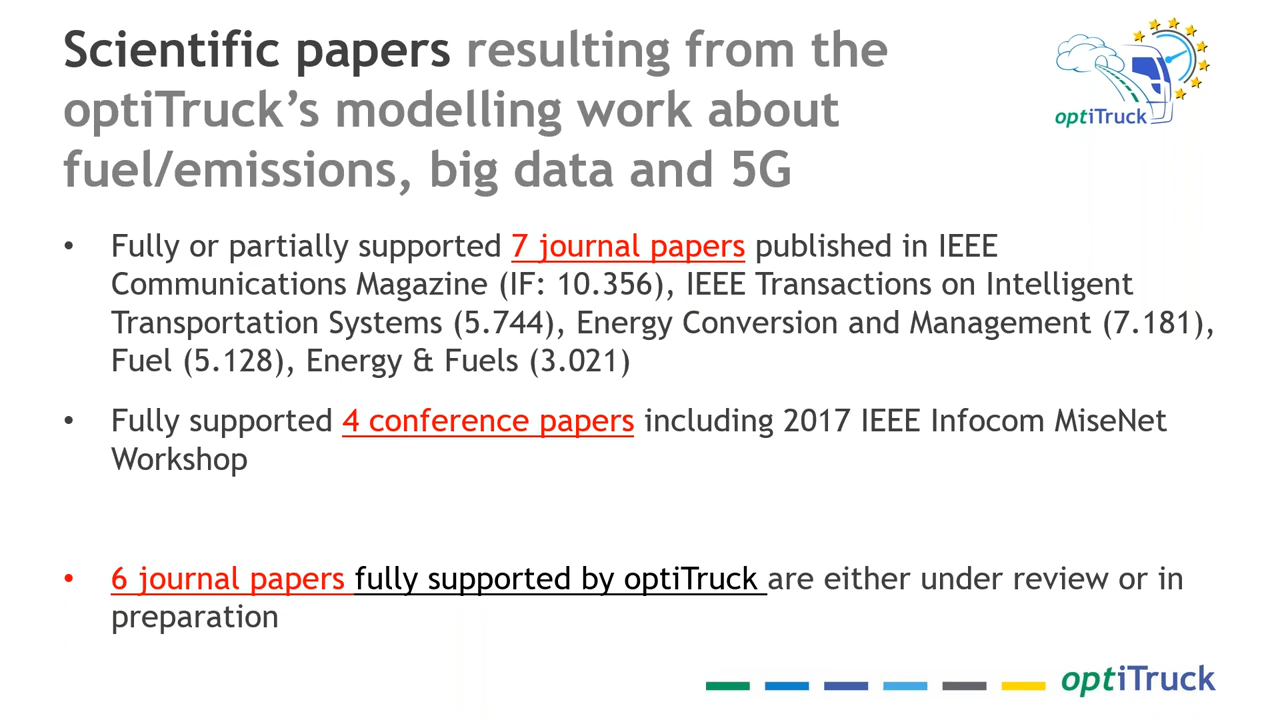 Scientific papers resulting from the
optiTruck’s modelling work about
fuel/emissions, big data and 5G
optiTruck
• Fully or partially supported 7 journal papers published in IEEE
Communications Magazine (IF: 10.356), IEEE Transactions on Intelligent
Transportation Systems (5.744), Energy Conversion and Management (7.181),
Fuel (5.128), Energy & Fuels (3.021)
• Fully supported 4 conference papers including 2017 IEEE Infocom MiseNet
Workshop
• 6 journal papers fully supported by optiTruck are either under review or in
preparation
optiTruck